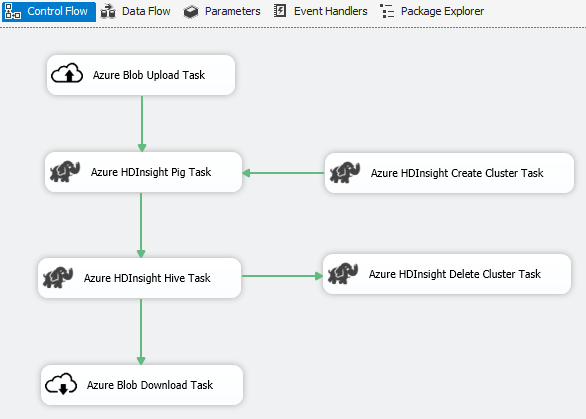 Control Flow Data Flow Parameters Event Handlers Package Explorer
Azure Blob Upload Task
Azure HDInsight Pig Task
Azure HDInsight Create Cluster Task
Azure HDInsight Hive Task
Azure HDInsight Delete Cluster Task
Azure Blob Download Task